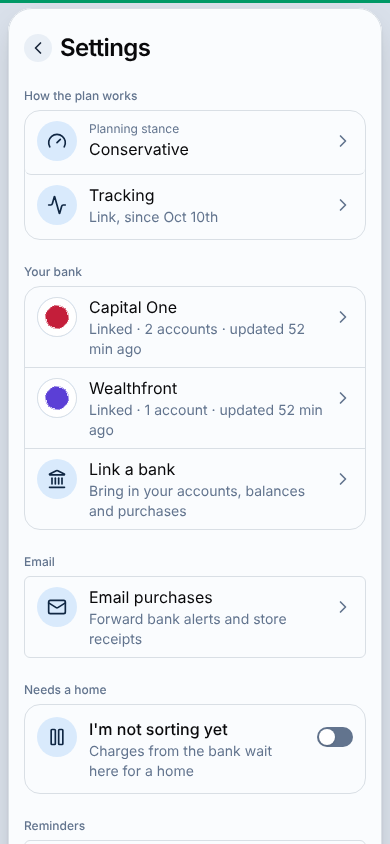 Settings
How the plan works
Planning stance
Conservative
Tracking
Link, since Oct 10th
Your bank
Capital One
Linked · 2 accounts · updated 52
min ago
Wealthfront
Linked · 1 account · updated 52 min
ago
Link a bank
Bring in your accounts, balances
and purchases
Email
Email purchases
Forward bank alerts and store
receipts
Needs a home
I'm not sorting yet
Charges from the bank wait
here for a home
Reminders